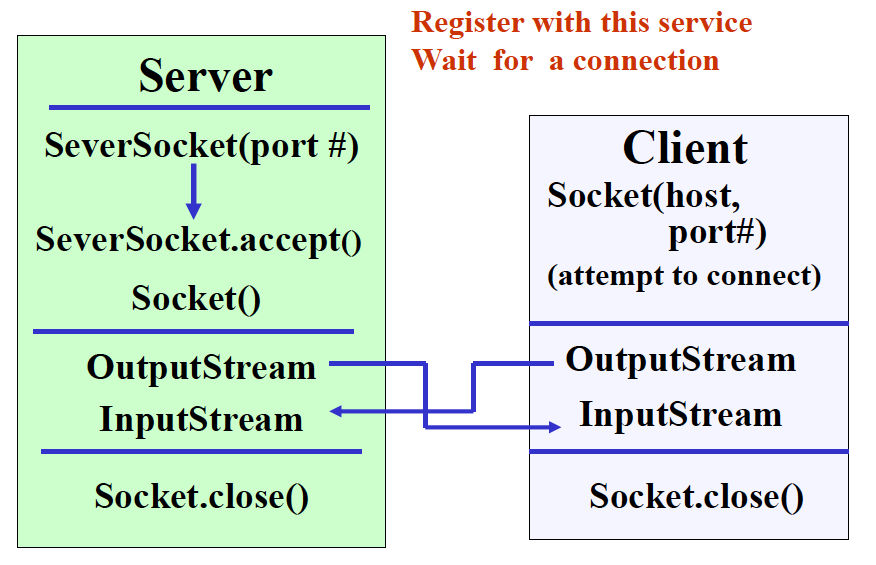 Register with this service
Wait for a connection
Server
SeverSocket(port #)
SeverSocket.accept()
Socket()
OutputStream
InputStream
Socket.close()
Client
Socket(host,
port#)
(attempt to connect)
OutputStream
InputStream
Socket.close()